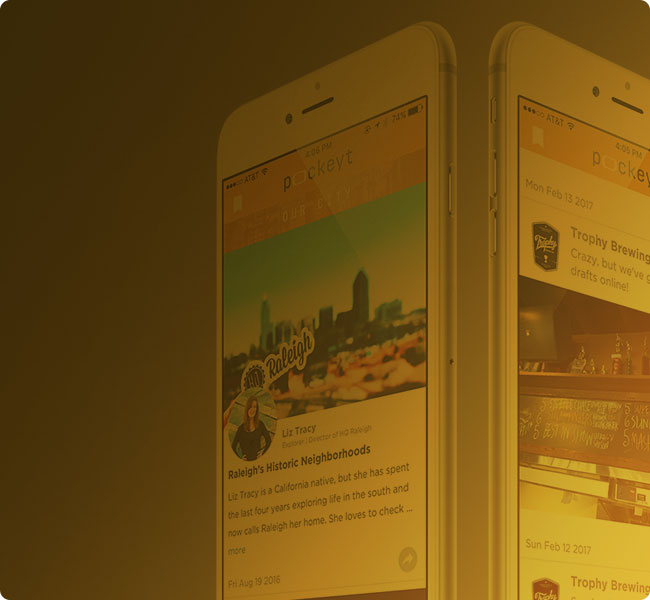 AT&T
4:06 PM
74%
pockeyt
OUR CITY
Raleigh
Liz Tracy
Explorer | Director of HQ Raleigh
Raleigh's Historic Neighborhoods
Liz Tracy is a California native, but she has spent
the last four years exploring life in the south and
now calls Raleigh her home. She loves to check ...
more
Fri Aug 19 2016
AT&T
4:06 PM
pockey
Mon Feb 13 2017
Trophy
Trophy Brewing
Crazy, but we've g
drafts online!
Sun Feb 12 2017
Trophy Brewing